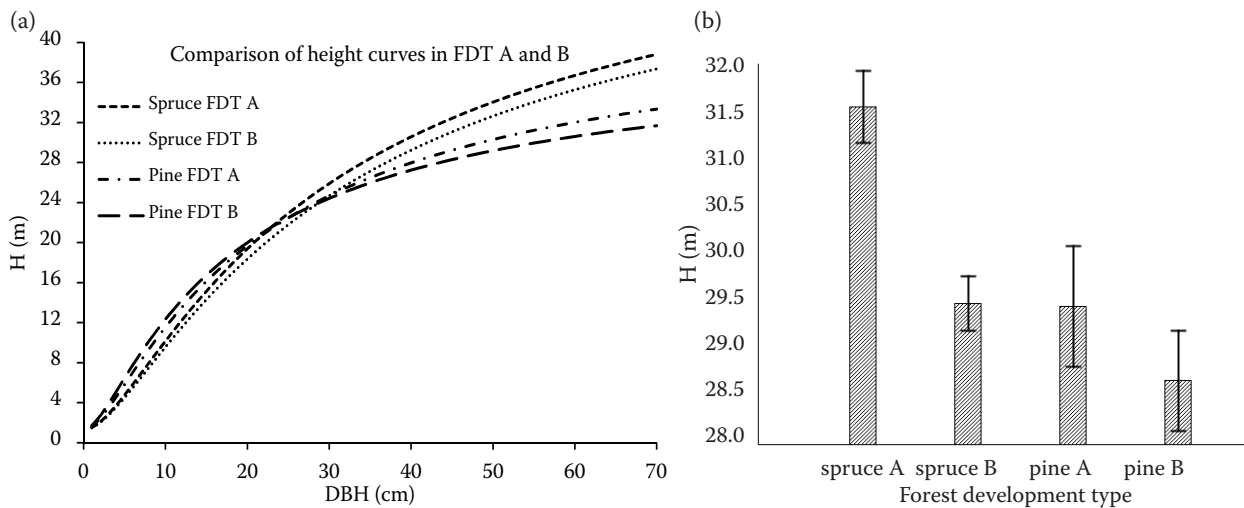 (a)
Comparison of height curves in FDT A and B
Spruce FDT A
Spruce FDT B
Pine FDT A
Pine FDT B
H (m)
40
36
32
28
24
20
16
12
8
4
0
0 10 20 30 40 50 60 70
DBH (cm)
(b)
H (m)
32.0
31.5
31.0
30.5
30.0
29.5
29.0
28.5
28.0
spruce A spruce B pine A pine B
Forest development type